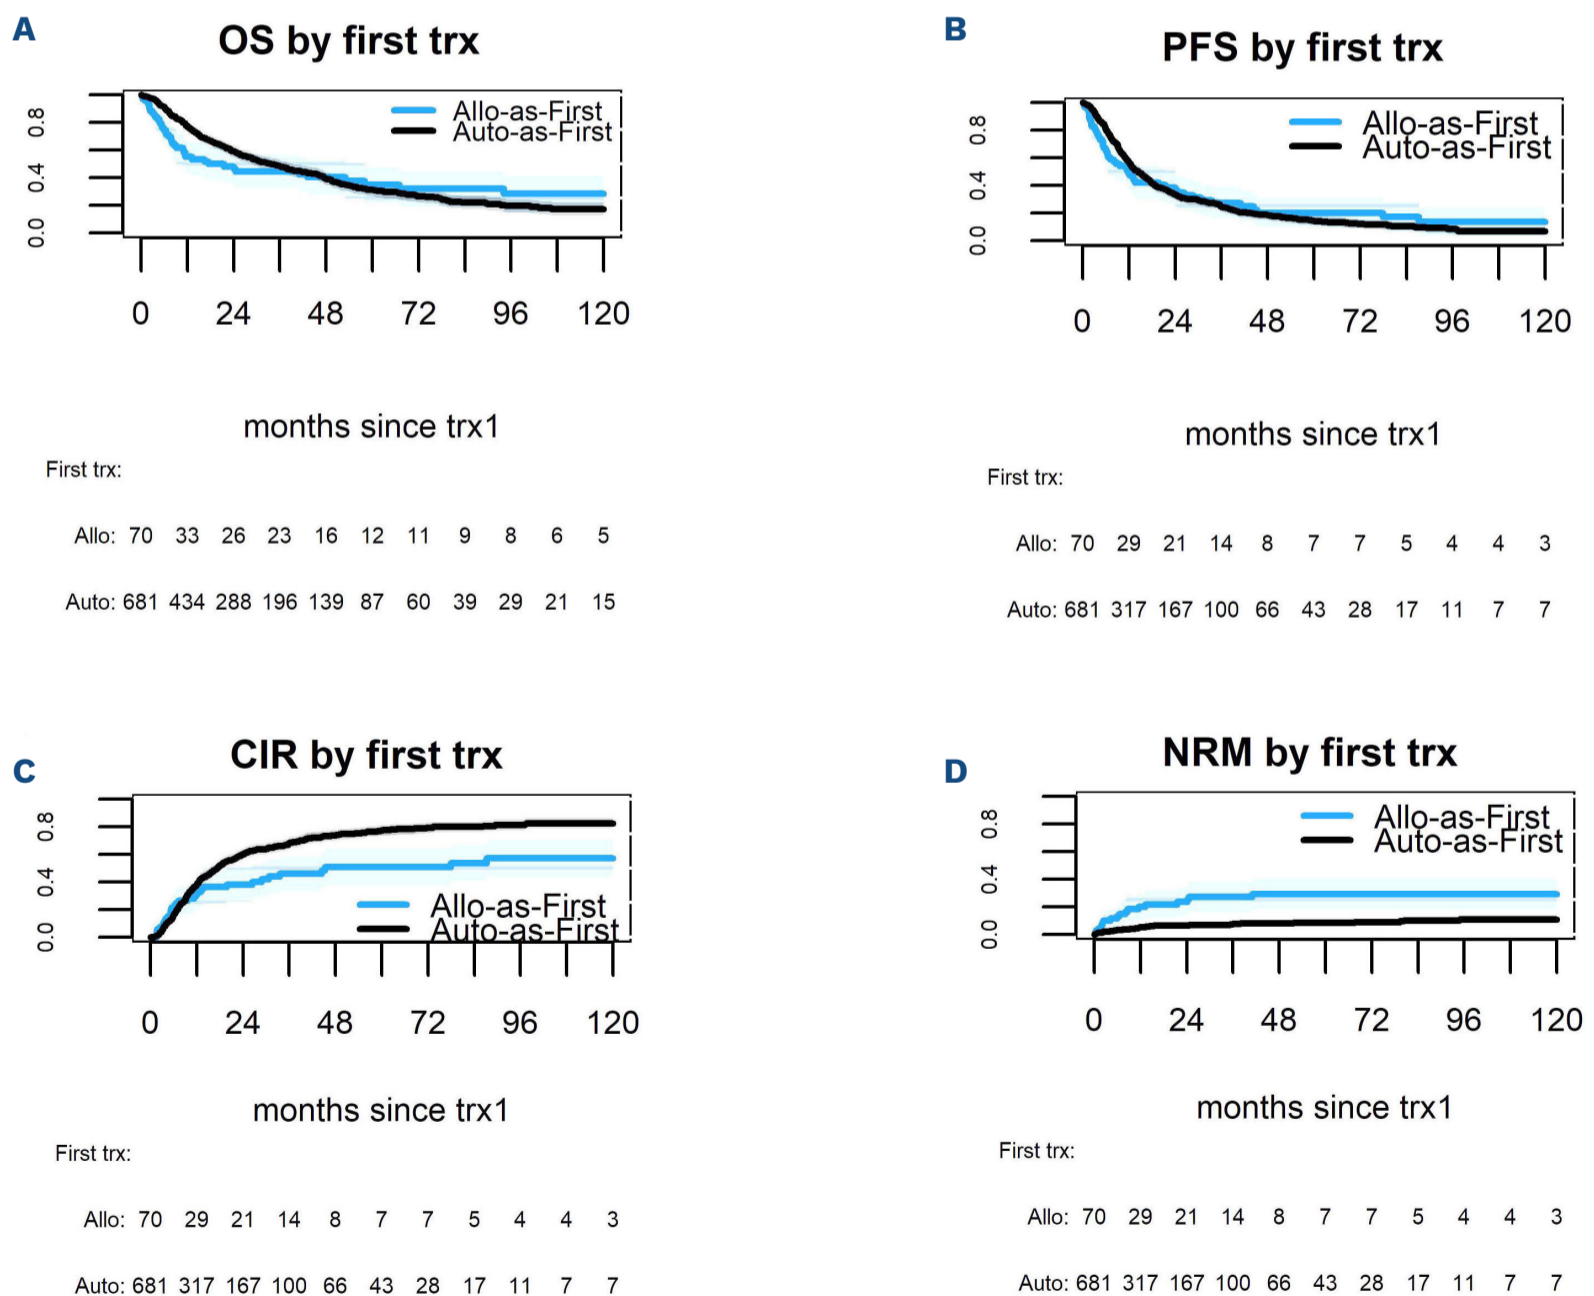 A
OS by first trx
0.8
0.4
0.0
Allo-as-First
Auto-as-First
0 24 48 72 96 120
months since trx1
First trx:
Allo: 70 33 26 23 16 12 11 9 8 6 5
Auto: 681 434 288 196 139 87 60 39 29 21 15
B
PFS by first trx
0.8
0.4
0.0
Allo-as-First
Auto-as-First
0 24 48 72 96 120
months since trx1
First trx:
Allo: 70 29 21 14 8 7 7 5 4 4 3
Auto: 681 317 167 100 66 43 28 17 11 7 7
C
CIR by first trx
0.8
0.4
0.0
Allo-as-First
Auto-as-First
0 24 48 72 96 120
months since trx1
First trx:
Allo: 70 29 21 14 8 7 7 5 4 4 3
Auto: 681 317 167 100 66 43 28 17 11 7 7
D
NRM by first trx
0.8
0.4
0.0
Allo-as-First
Auto-as-First
0 24 48 72 96 120
months since trx1
First trx:
Allo: 70 29 21 14 8 7 7 5 4 4 3
Auto: 681 317 167 100 66 43 28 17 11 7 7